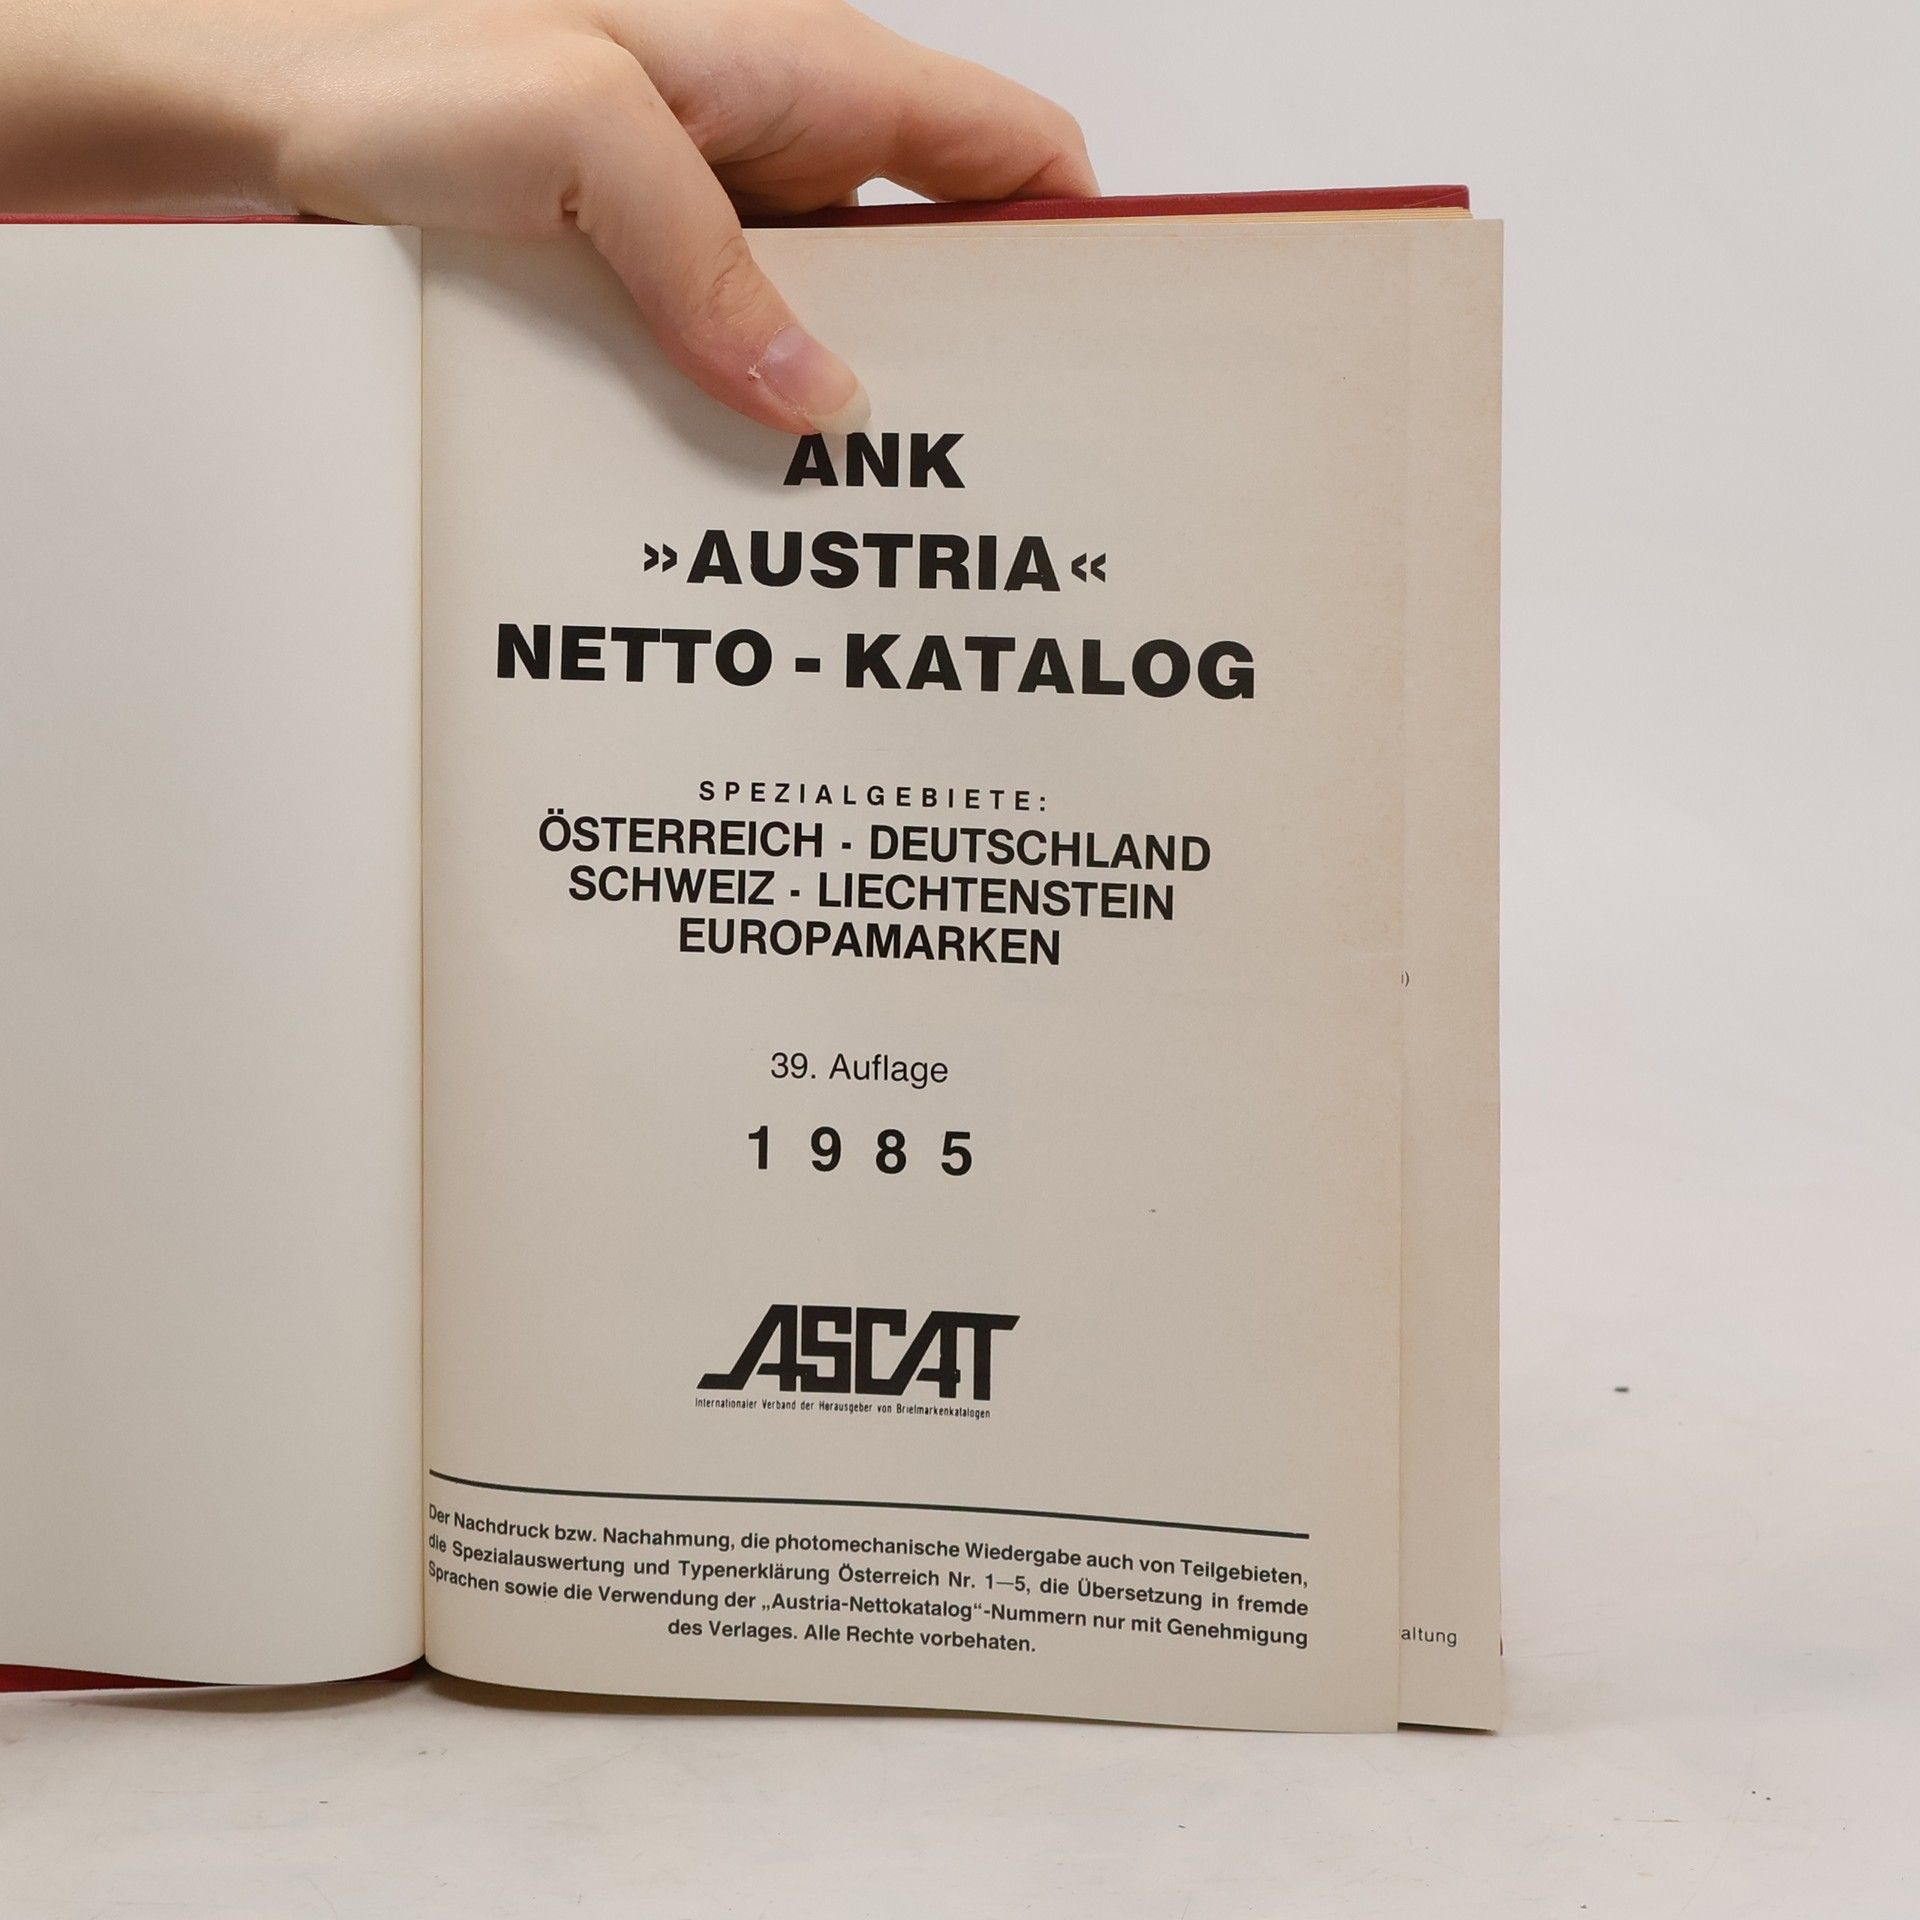 ANK
»AUSTRIA«
NETTO - KATALOG
SPEZIALGEBIETE:
ÖSTERREICH - DEUTSCHLAND
SCHWEIZ - LIECHTENSTEIN
EUROPAMARKEN
39. Auflage
1985
ASCAT
Internationaler Verband der Herausgeber von Briefmarkenkatalogen
Der Nachdruck bzw. Nachahmung, die photomechanische Wiedergabe auch von Teilgebieten,
die Spezialauswertung und Typenerklärung Österreich Nr. 1—5, die Übersetzung in fremde
Sprachen sowie die Verwendung der „Austria-Nettokatalog“-Nummern nur mit Genehmigung
des Verlages. Alle Rechte vorbehaten.
i)
altung